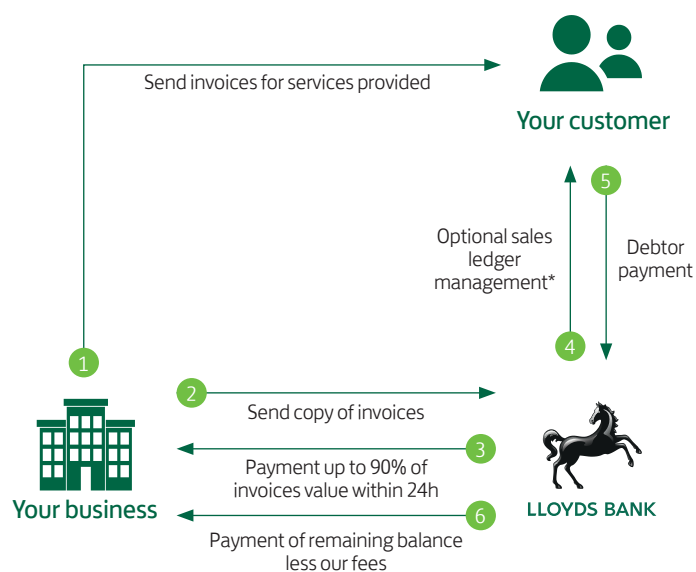 Send invoices for services provided
Your customer
5
Optional sales
ledger
management*
Debtor
payment
4
1
2
Send copy of invoices
3
Payment up to 90% of
invoices value within 24h
Your business
LLOYDS BANK
6
Payment of remaining balance
less our fees